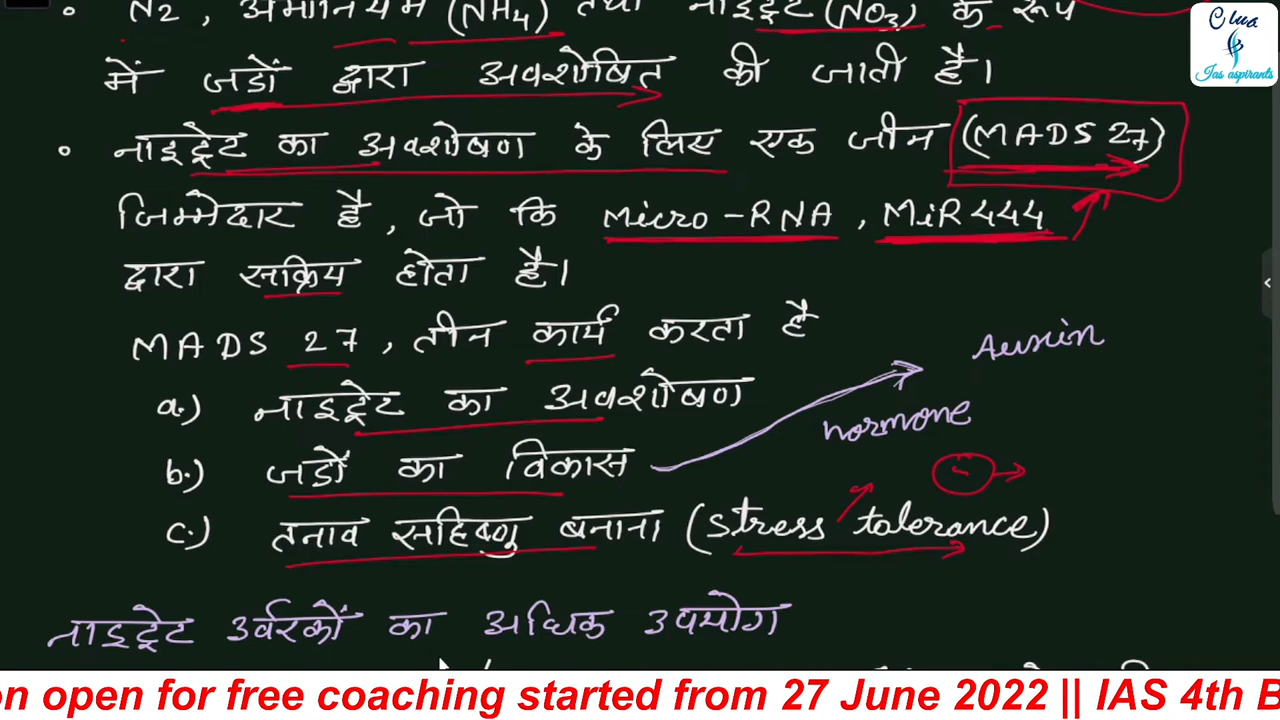 N2, अमोनियम (NH4) तथा नाइट्रेट (NO3) के रूप
में जडों द्वारा अवशोषित की जाती है।
• नाइट्रेट का अवशोषण के लिए एक जीन (MADS 27)
जिम्मेदार है, जो कि Micro-RNA, MiR444
द्वारा सक्रिय होता है।
MADS 27, तीन कार्य करता है
a.) नाइट्रेट का अवशोषण
Auxin
hormone
b.) जडों का विकास
c.) तनाव सहिष्णु बनाना (stress tolerance)
नाइट्रेट उर्वरकों का अधिक उपयोग
on open for free coaching started from 27 June 2022 || IAS 4th B
Clue
Ias aspirants